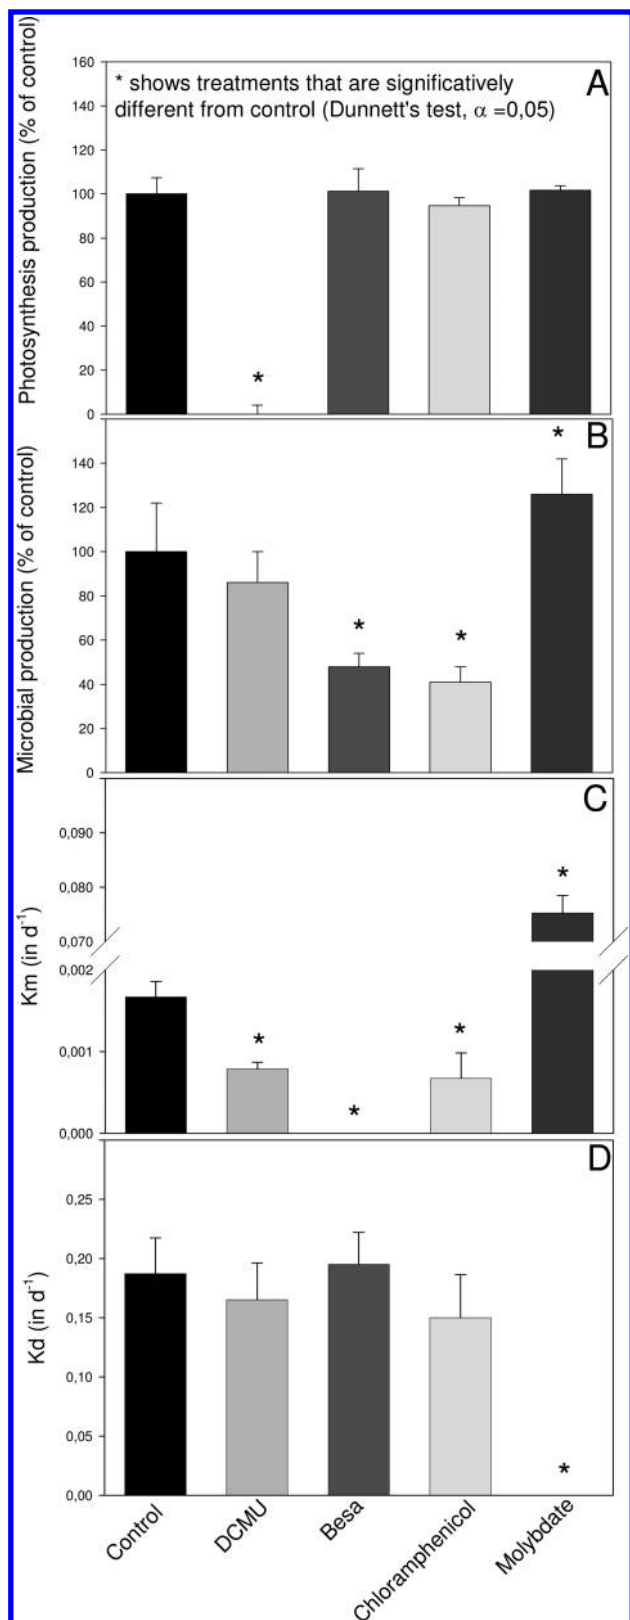 A
* shows treatments that are significatively
different from control (Dunnett's test, α =0,05)
Photosynthesis production (% of control)
160
140
120
100
80
60
40
20
0
*
B
Microbial production (% of control)
140
120
100
80
60
40
20
0
*
*
*
C
Km (in d-1)
0,090
0,080
0,070
0,002
0,001
0,000
*
*
*
*
D
Kd (in d-1)
0,25
0,20
0,15
0,10
0,05
0,00
*
Control
DCMU
Besa
Chloramphenicol
Molybdate